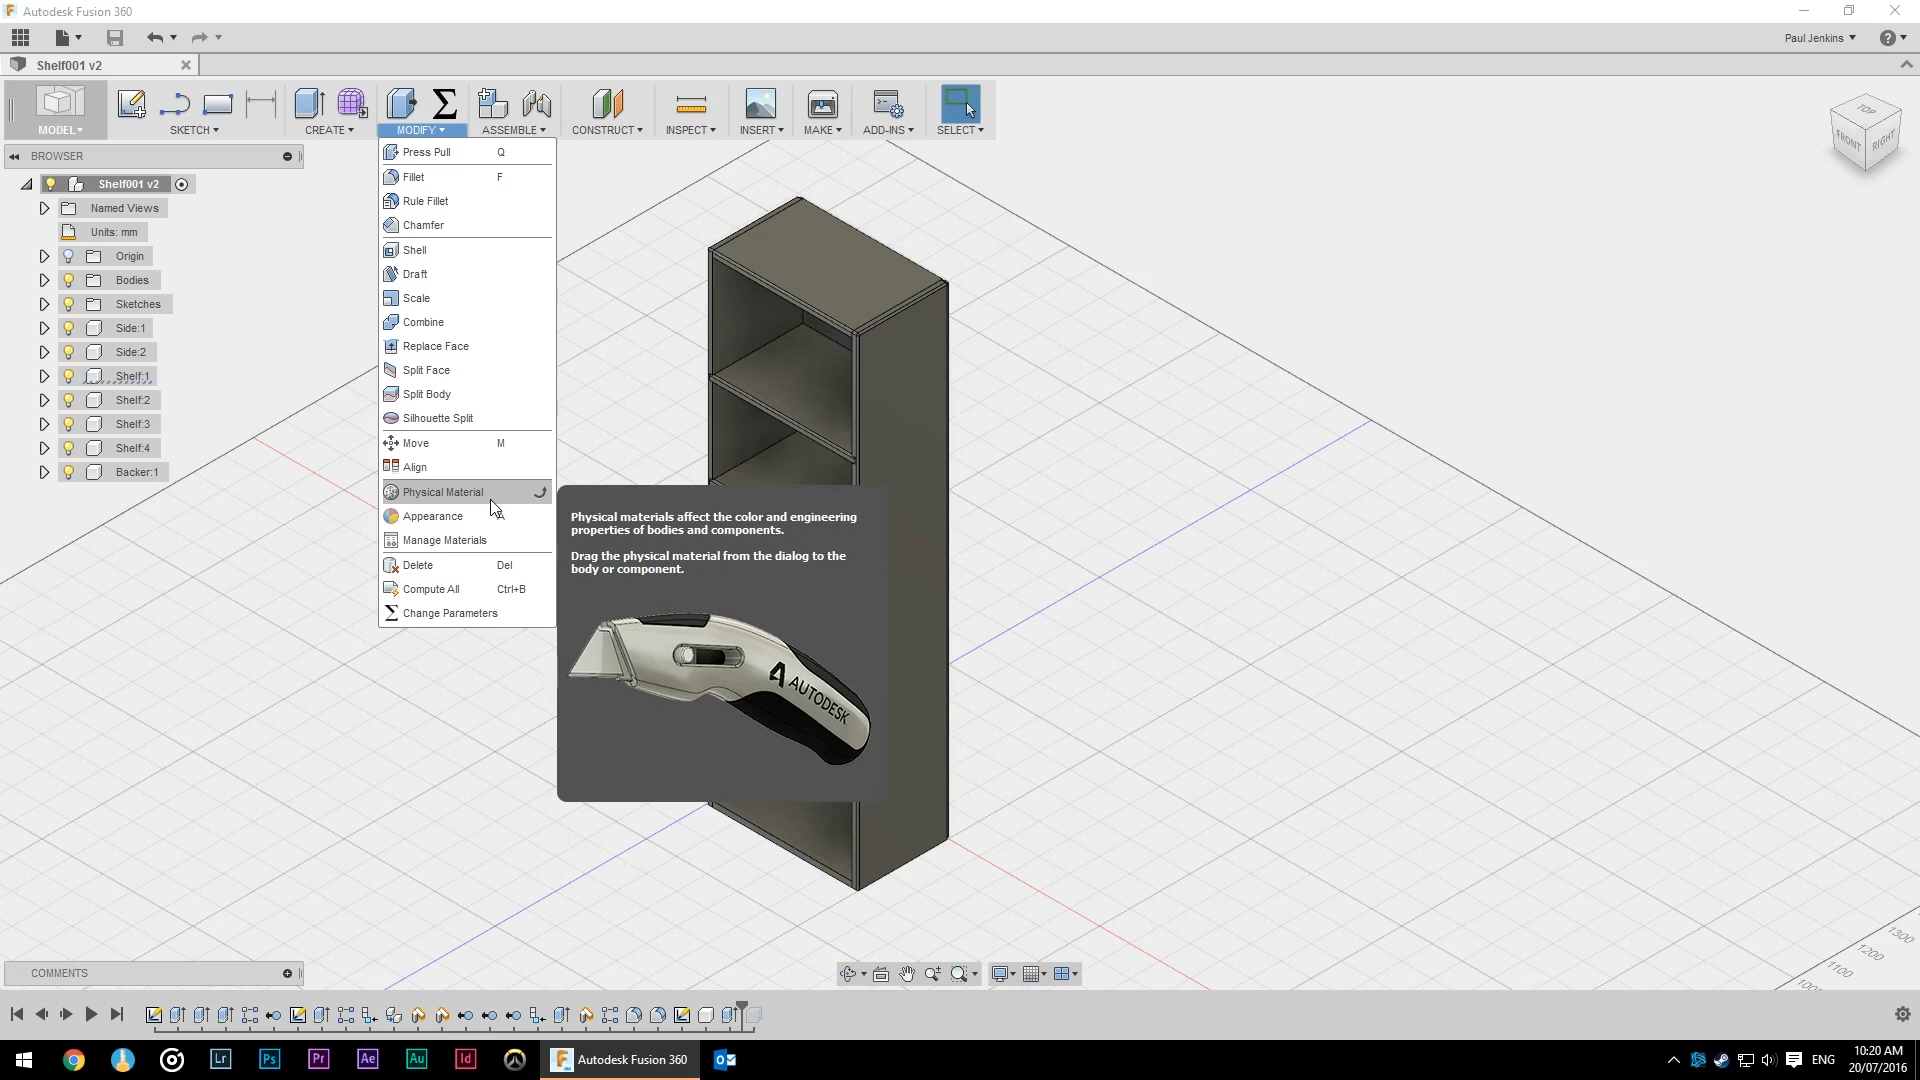 Autodesk Fusion 360
Paul Jenkins
Shelf001 v2
MODEL
SKETCH
CREATE
MODIFY
ASSEMBLE
CONSTRUCT
INSPECT
INSERT
MAKE
ADD-INS
SELECT
TOP
FRONT
RIGHT
BROWSER
Shelf001 v2
Named Views
Units: mm
Origin
Bodies
Sketches
Side:1
Side:2
Shelf:1
Shelf:2
Shelf:3
Shelf:4
Backer:1
Press Pull Q
Fillet F
Rule Fillet
Chamfer
Shell
Draft
Scale
Combine
Replace Face
Split Face
Split Body
Silhouette Split
Move M
Align
Physical Material
Appearance A
Manage Materials
Delete Del
Compute All Ctrl+B
Change Parameters
Physical materials affect the color and engineering
properties of bodies and components.
Drag the physical material from the dialog to the
body or component.
AUTODESK
1300
1200
1100
COMMENTS
Lr
Ps
Pr
Ae
Au
Id
Autodesk Fusion 360
ENG
10:20 AM
20/07/2016